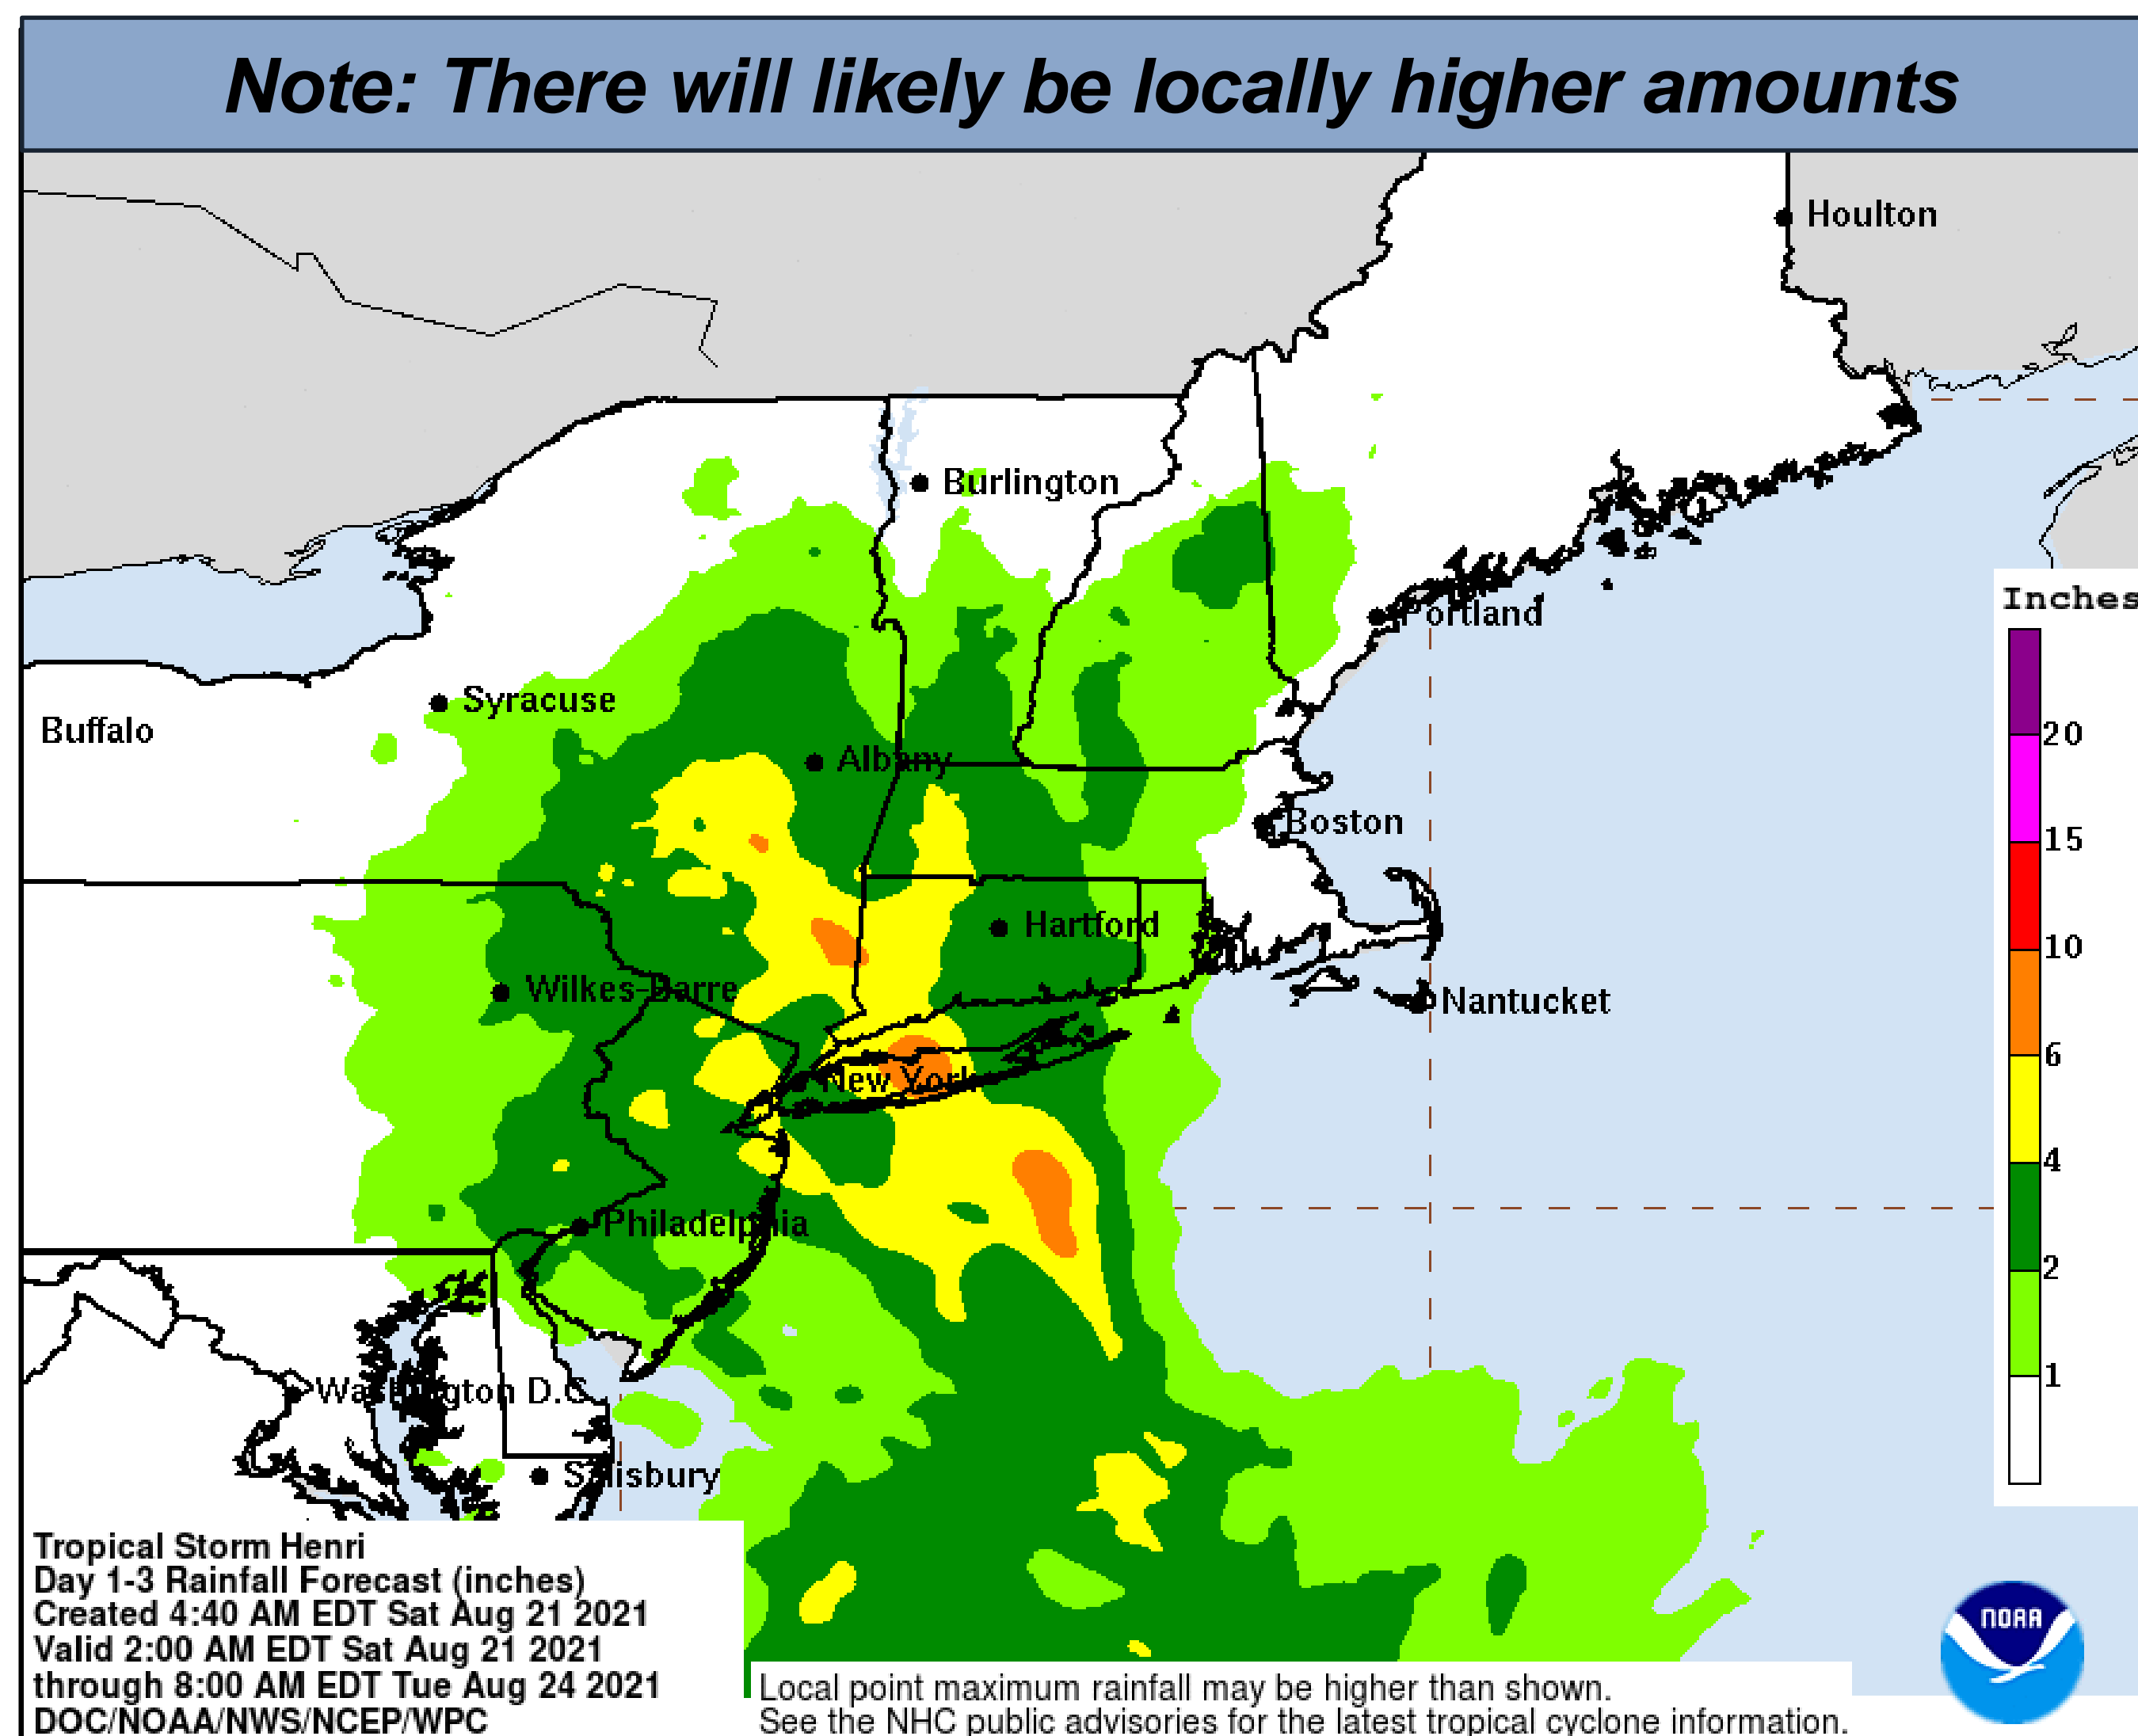 Note: There will likely be locally higher amounts
Houlton
Burlington
Portland
Inches
Syracuse
Buffalo
20
Albany
15
Boston
Hartford
10
Wilkes-Barre
Nantucket
6
New York
4
Philadelphia
2
1
Washington D.C.
Salisbury
Tropical Storm Henri
Day 1-3 Rainfall Forecast (inches)
Created 4:40 AM EDT Sat Aug 21 2021
Valid 2:00 AM EDT Sat Aug 21 2021
through 8:00 AM EDT Tue Aug 24 2021
DOC/NOAA/NWS/NCEP/WPC
NOAA
Local point maximum rainfall may be higher than shown.
See the NHC public advisories for the latest tropical cyclone information.